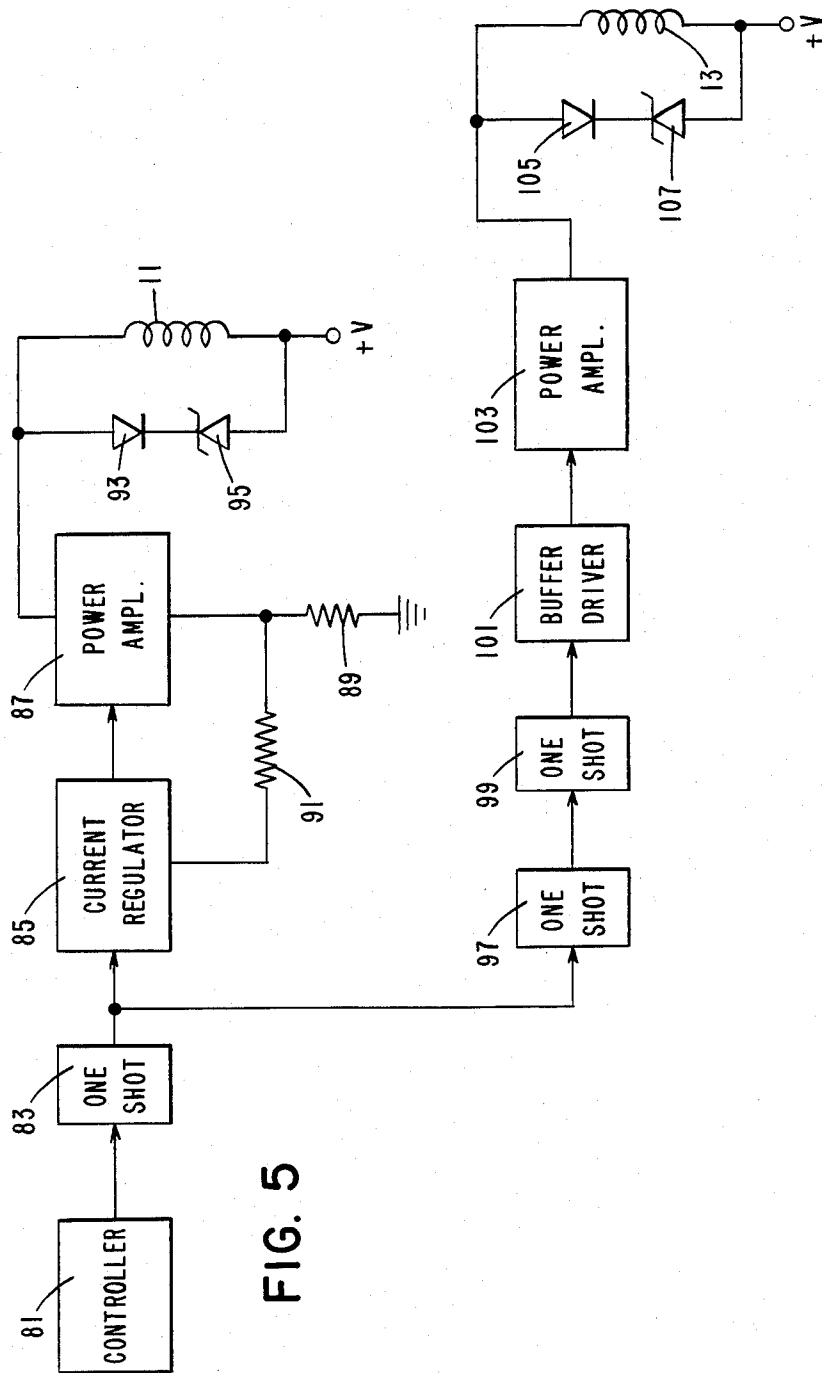 81
CONTROLLER
83
ONE
SHOT
85
CURRENT
REGULATOR
87
POWER
AMPL.
91
89
93
95
11
+V
97
ONE
SHOT
99
ONE
SHOT
101
BUFFER
DRIVER
103
POWER
AMPL.
105
107
13
+V
FIG. 5